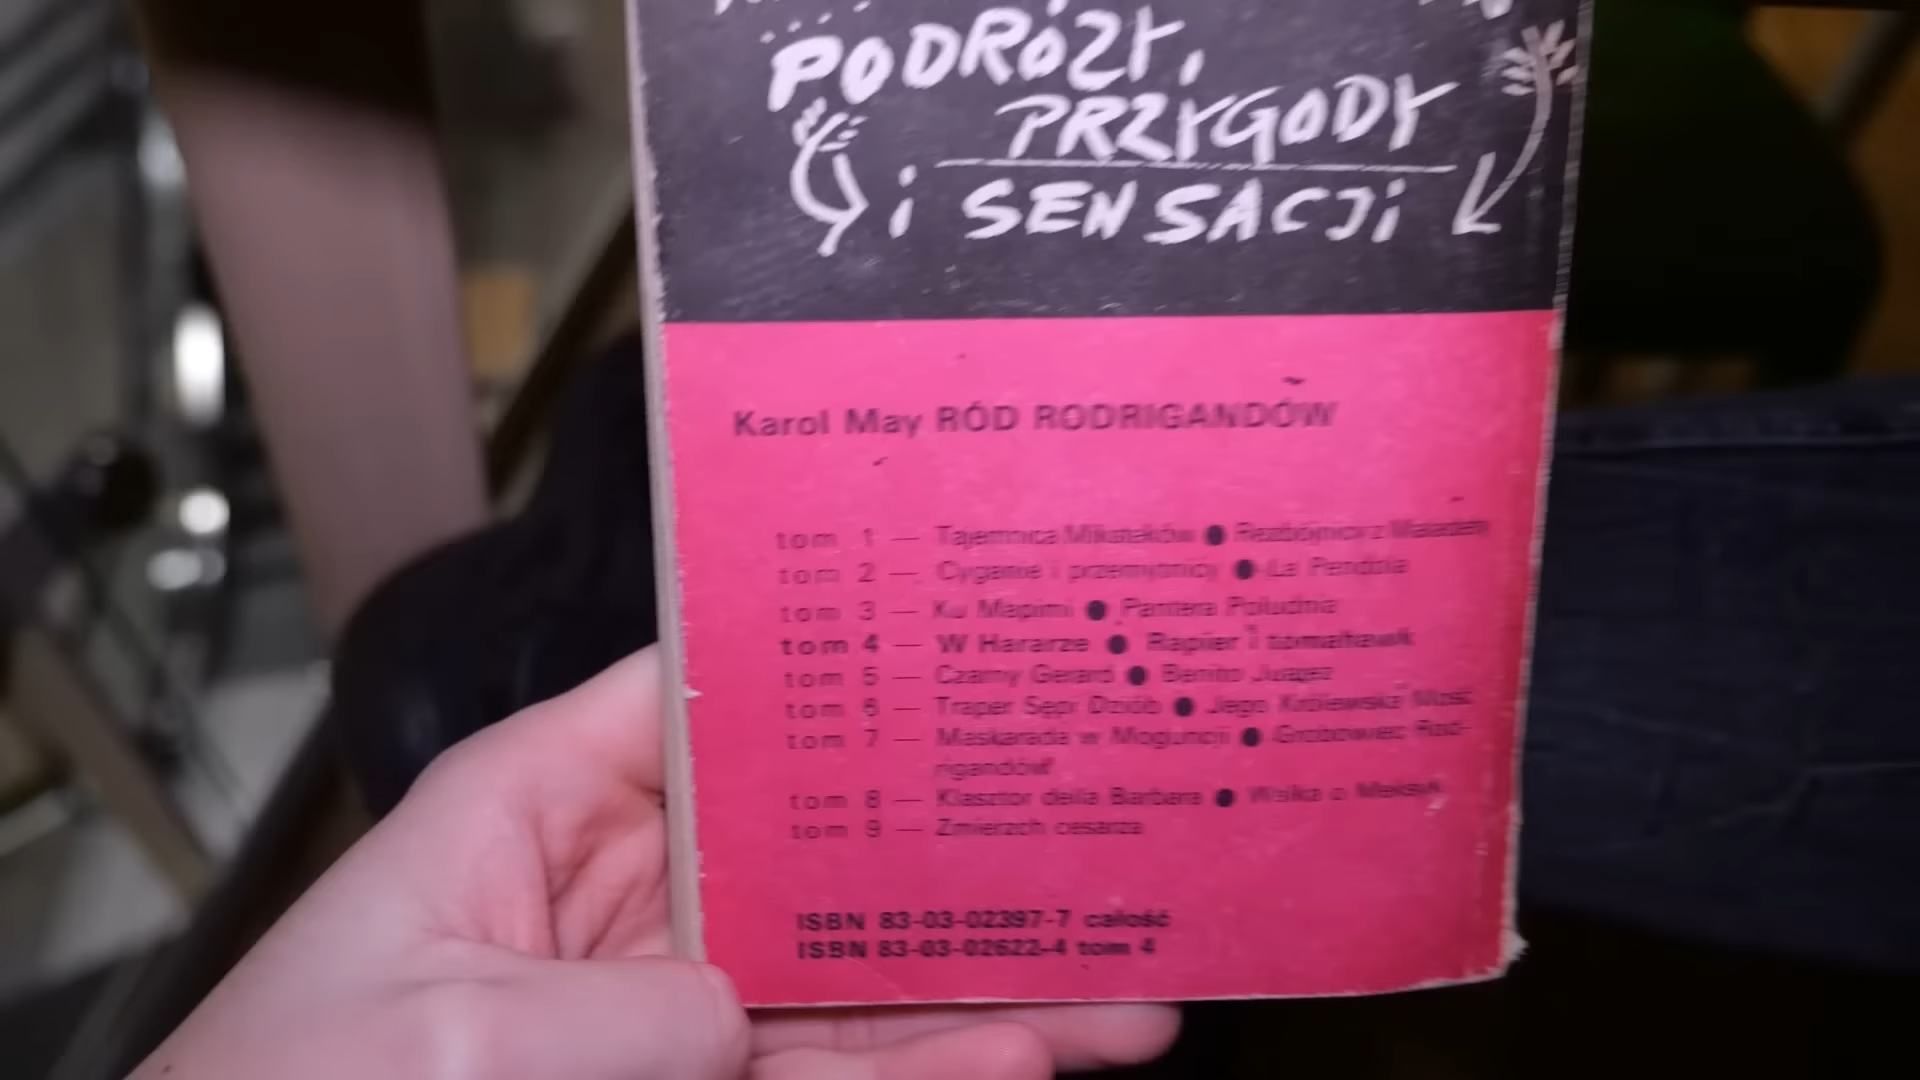 PODRÓŻY,
PRZYGODY
i SENSACJi
Karol May RÓD RODRIGANDÓW
tom 1 — Tajemnica Miksteków ● Rozbójnicy z
tom 2 — Cyganie i przemytnicy ● La Pendola
tom 3 — Ku Mapimi ● Pantera Południa
tom 4 — W Hararze ● Rapier i tomahawk
tom 5 — Czarny Gerard ● Benito Juarez
tom 6 — Traper Sępi Dziób ● Jego Królewska Mość
tom 7 — Maskarada w Moguncji ● Grobowiec Rod-
rigandów
tom 8 — Klasztor della Barbara ● Walka o Meksyk
tom 9 — Zmierzch cesarza
ISBN 83-03-02397-7 całość
ISBN 83-03-02622-4 tom 4